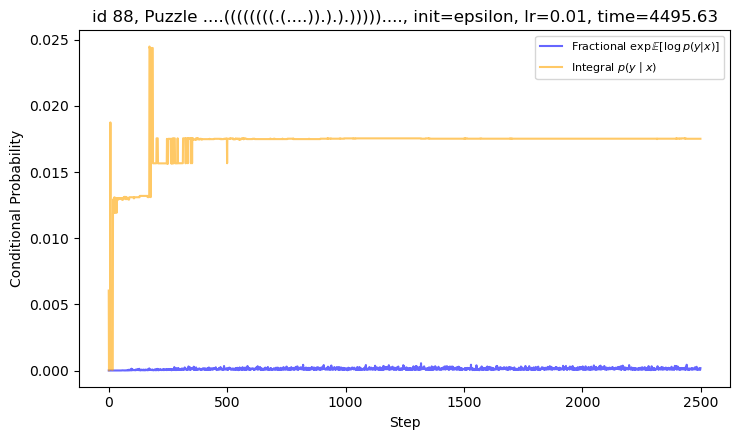 id 88, Puzzle ....((((((((.(....)).).).)))))...., init=epsilon, lr=0.01, time=4495.63
Conditional Probability
0.025
0.020
0.015
0.010
0.005
0.000
Fractional exp𝔼[log p(y|x)]
Integral p(y | x)
0 500 1000 1500 2000 2500
Step